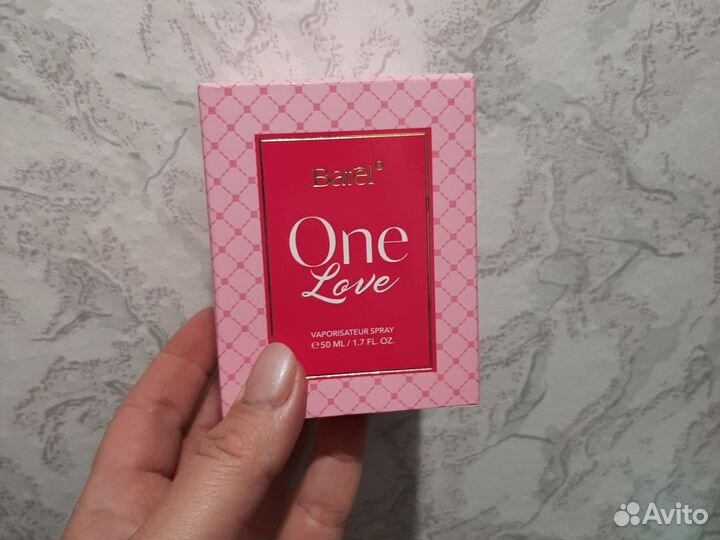 Barel®
One
Love
VAPORISATEUR SPRAY
℮50 ML / 1.7 FL. OZ.
Avito